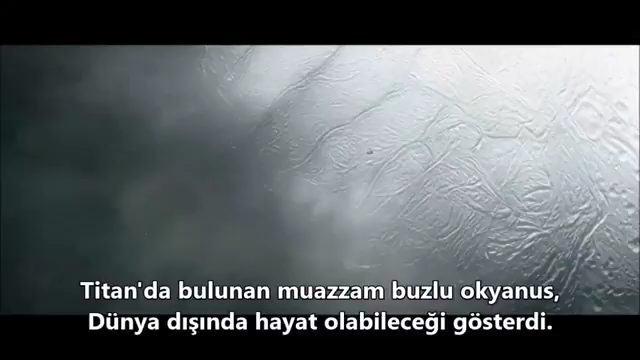 Titan'da bulunan muazzam buzlu okyanus,
Dünya dışında hayat olabileceği gösterdi.